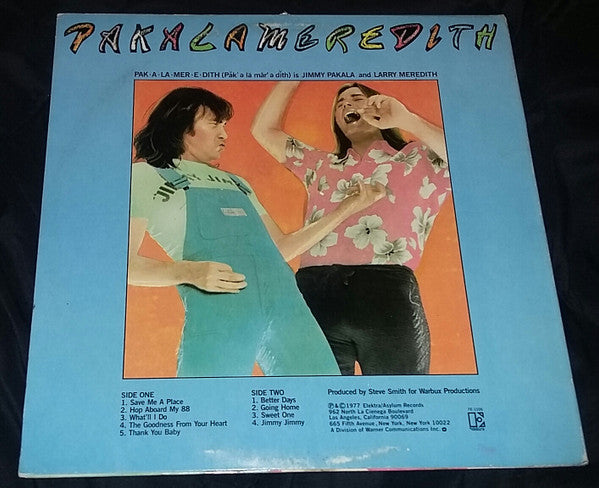 PAKALAMEREDITH
PAK·A·LA·MER·E·DITH (Păk' a lä mãr' a dith) is JIMMY PAKALA and LARRY MEREDITH
SIDE ONE
1. Save Me A Place
2. Hop Aboard My 88
3. What'll I Do
4. The Goodness From Your Heart
5. Thank You Baby
SIDE TWO
1. Better Days
2. Going Home
3. Sweet One
4. Jimmy Jimmy
Produced by Steve Smith for Warbux Productions
℗&©1977 Elektra/Asylum Records
962 North La Cienega Boulevard
Los Angeles, California 90069
665 Fifth Avenue, New York, New York 10022
A Division of Warner Communications Inc.